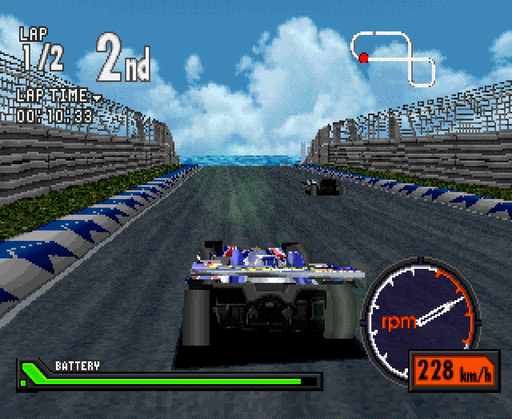 LAP
1/2 2nd
LAP TIME
00:10:33
rpm
228 km/h
BATTERY